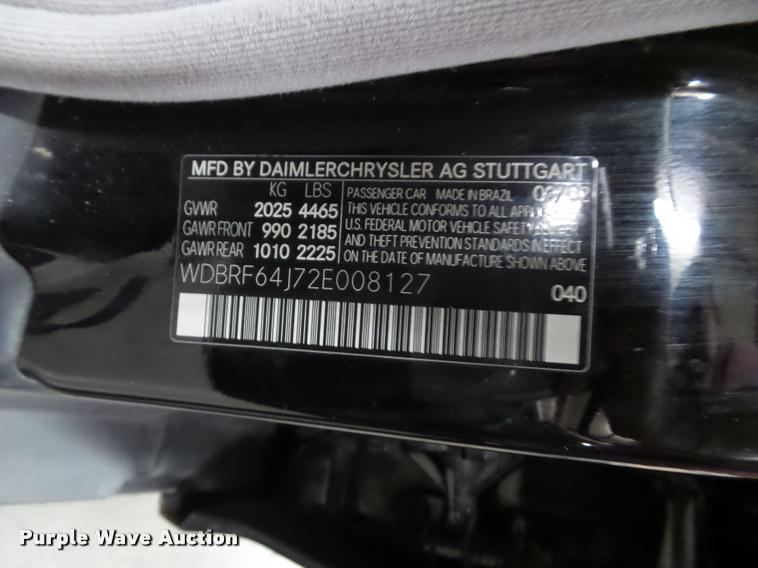 MFD BY DAIMLERCHRYSLER AG STUTTGART
KG LBS
GVWR 2025 4465
GAWR FRONT 990 2185
GAWR REAR 1010 2225
PASSENGER CAR MADE IN BRAZIL
THIS VEHICLE CONFORMS TO ALL
U.S. FEDERAL MOTOR VEHICLE SAFETY
AND THEFT PREVENTION STANDARDS IN EFFECT
ON THE DATE OF MANUFACTURE SHOWN ABOVE
WDBRF64J72E008127
040
Purple Wave Auction